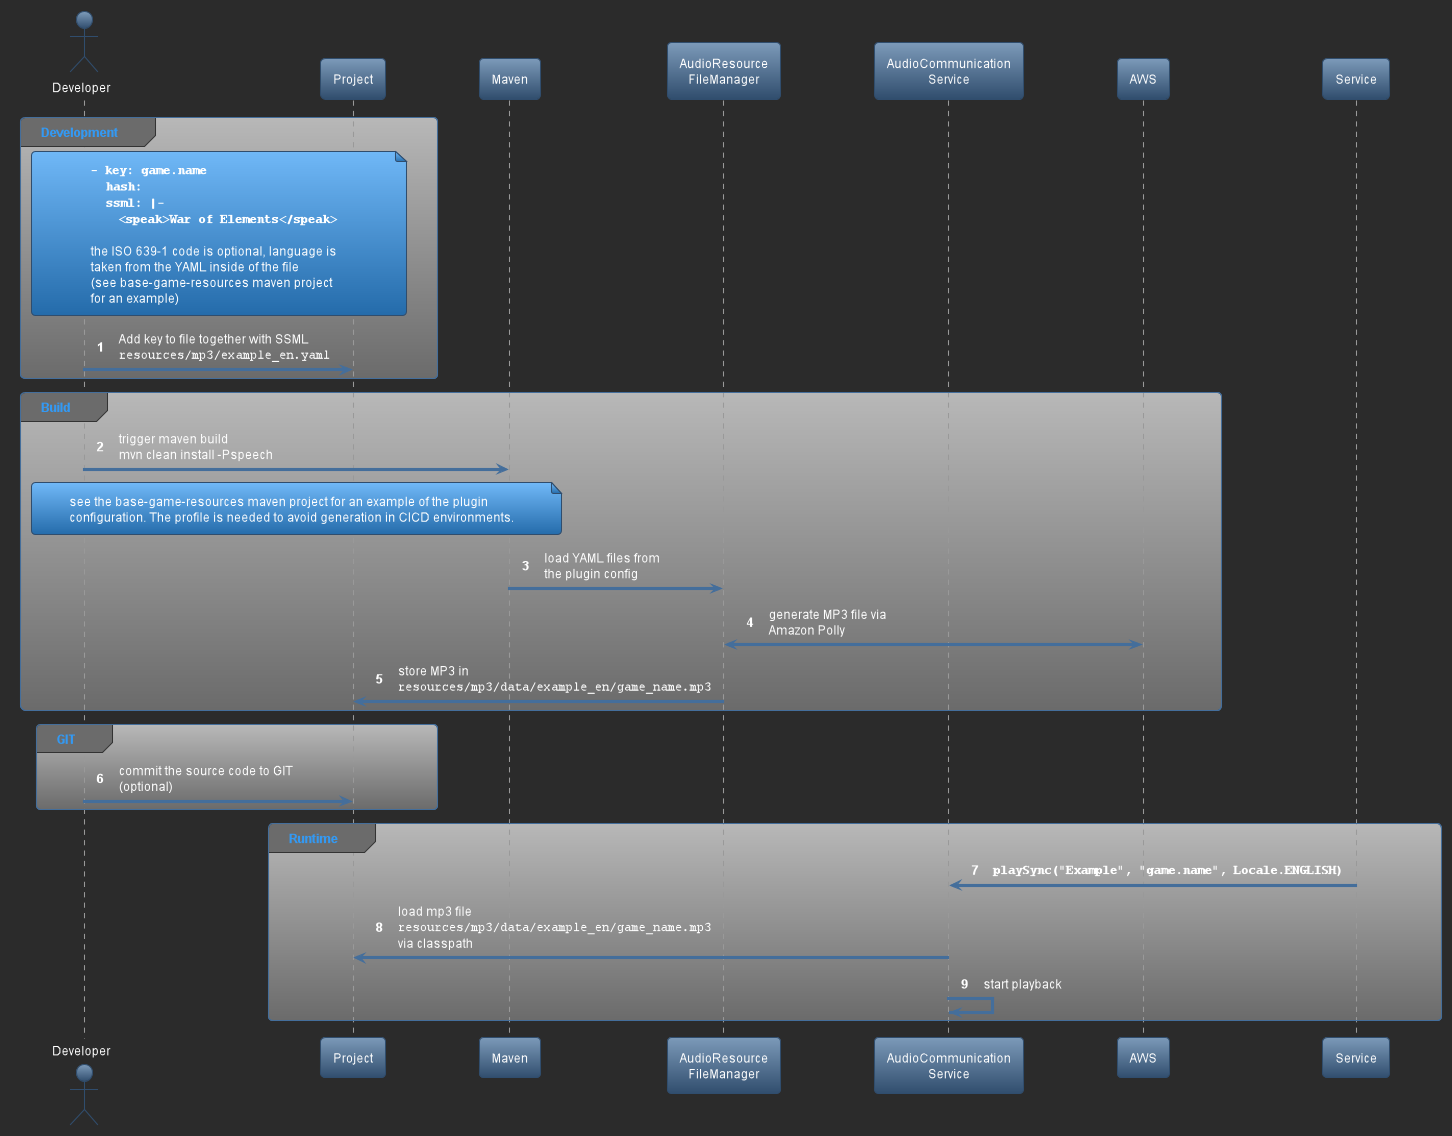 Developer
Project
Maven
AudioResource
FileManager
AudioCommunication
Service
AWS
Service
Development
- key: game.name
  hash:
  ssml: |-
    <speak>War of Elements</speak>
the ISO 639-1 code is optional, language is
taken from the YAML inside of the file
(see base-game-resources maven project
for an example)
1 Add key to file together with SSML
resources/mp3/example_en.yaml
Build
2 trigger maven build
mvn clean install -Pspeech
see the base-game-resources maven project for an example of the plugin
configuration. The profile is needed to avoid generation in CICD environments.
3 load YAML files from
the plugin config
4 generate MP3 file via
Amazon Polly
5 store MP3 in
resources/mp3/data/example_en/game_name.mp3
GIT
6 commit the source code to GIT
(optional)
Runtime
7 playSync("Example", "game.name", Locale.ENGLISH)
8 load mp3 file
resources/mp3/data/example_en/game_name.mp3
via classpath
9 start playback
Developer
Project
Maven
AudioResource
FileManager
AudioCommunication
Service
AWS
Service